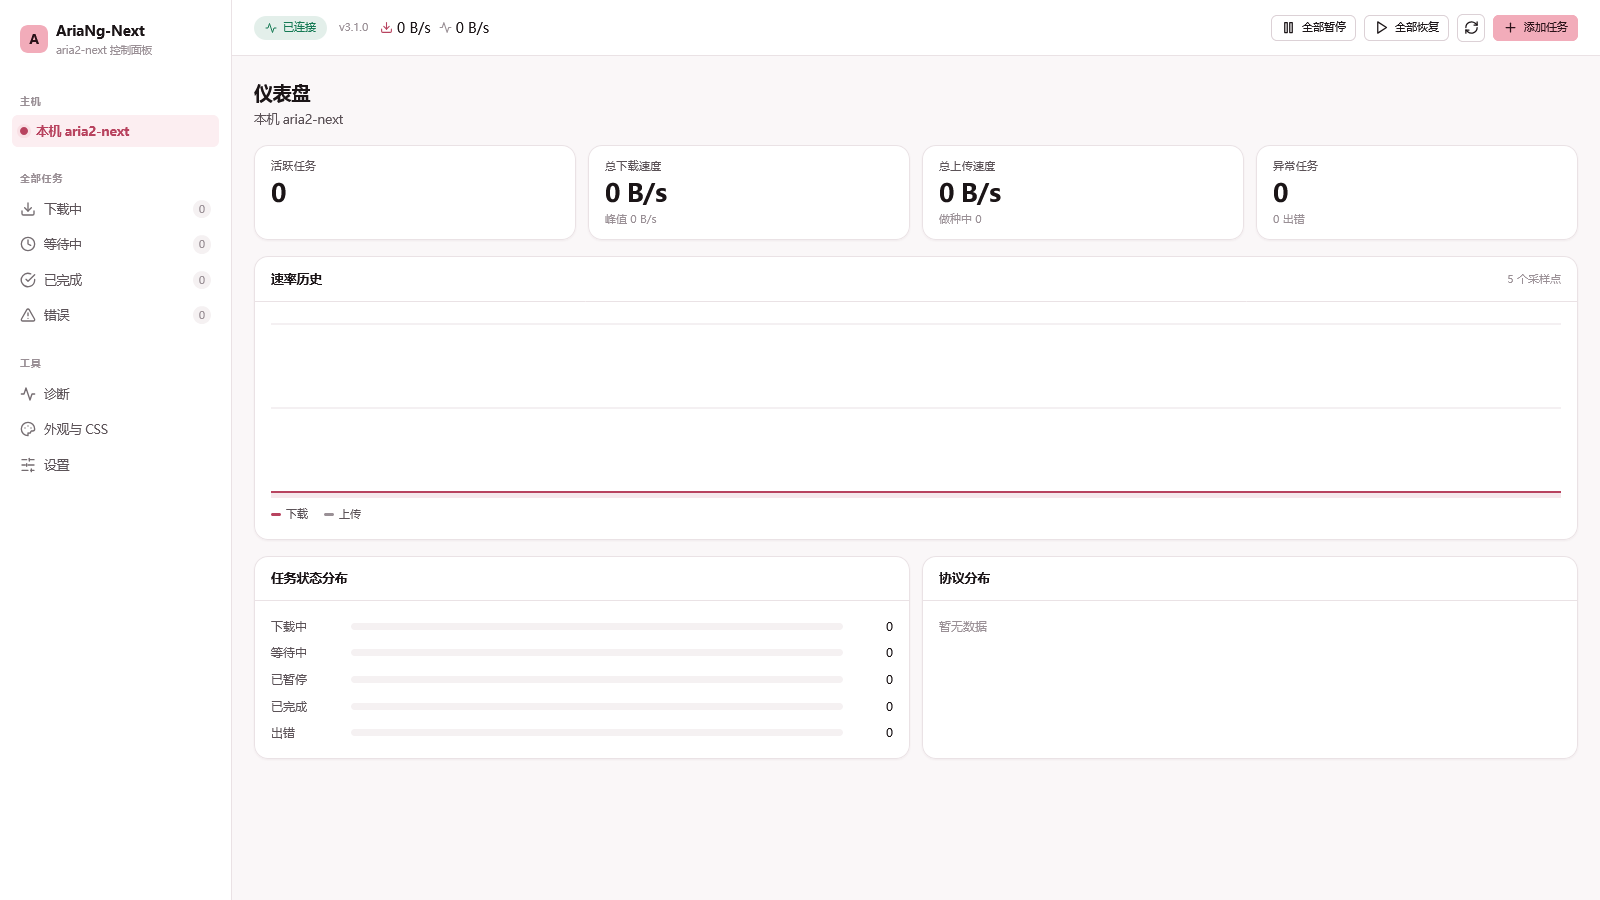 A
AriaNg-Next
aria2-next 控制面板
主机
本机 aria2-next
全部任务
下载中 0
等待中 0
已完成 0
错误 0
工具
诊断
外观与 CSS
设置
已连接 v3.1.0 0 B/s 0 B/s
全部暂停 全部恢复 添加任务
仪表盘
本机 aria2-next
活跃任务
0
总下载速度
0 B/s
峰值 0 B/s
总上传速度
0 B/s
做种中 0
异常任务
0
0 出错
速率历史 5 个采样点
下载 上传
任务状态分布
下载中 0
等待中 0
已暂停 0
已完成 0
出错 0
协议分布
暂无数据